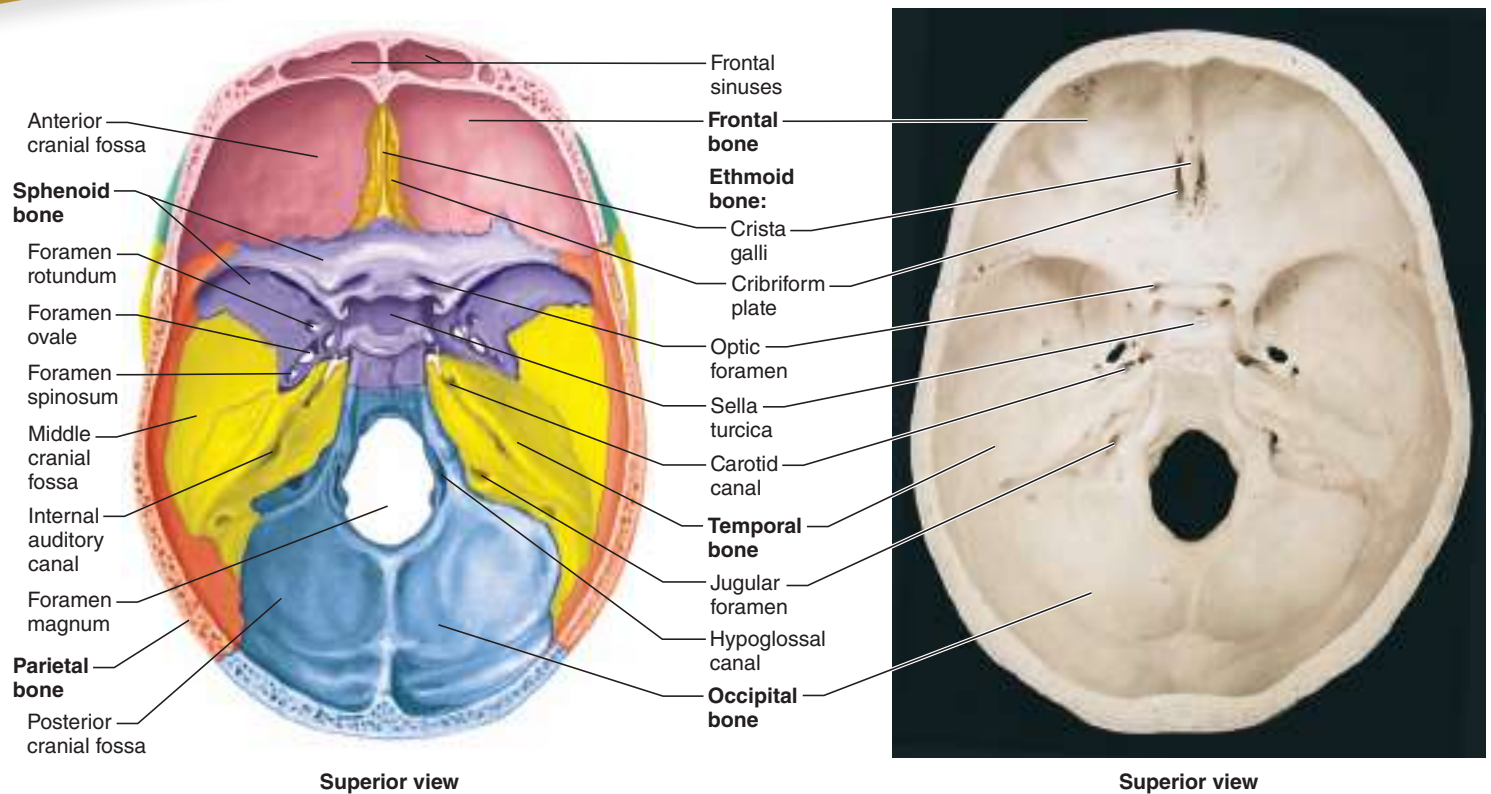 Anterior
cranial fossa
Sphenoid
bone
Foramen
rotundum
Foramen
ovale
Foramen
spinosum
Middle
cranial
fossa
Internal
auditory
canal
Foramen
magnum
Parietal
bone
Posterior
cranial fossa
Frontal
sinuses
Frontal
bone
Ethmoid
bone:
Crista
galli
Cribriform
plate
Optic
foramen
Sella
turcica
Carotid
canal
Temporal
bone
Jugular
foramen
Hypoglossal
canal
Occipital
bone
Superior view
Superior view